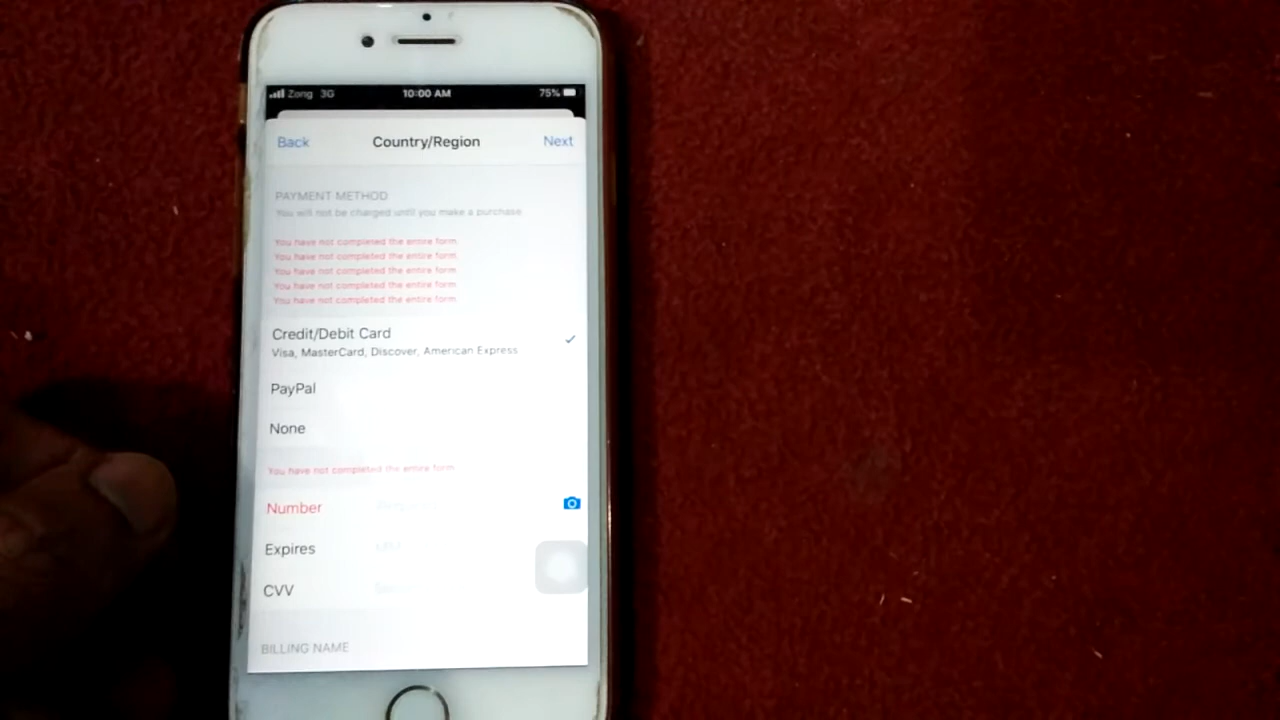 Zong 3G 10:00 AM 75%
Back Country/Region Next
PAYMENT METHOD
You will not be charged until you make a purchase.
You have not completed the entire form.
You have not completed the entire form.
You have not completed the entire form.
You have not completed the entire form.
You have not completed the entire form.
Credit/Debit Card
Visa, MasterCard, Discover, American Express
PayPal
None
You have not completed the entire form.
Number
Expires
CVV
BILLING NAME